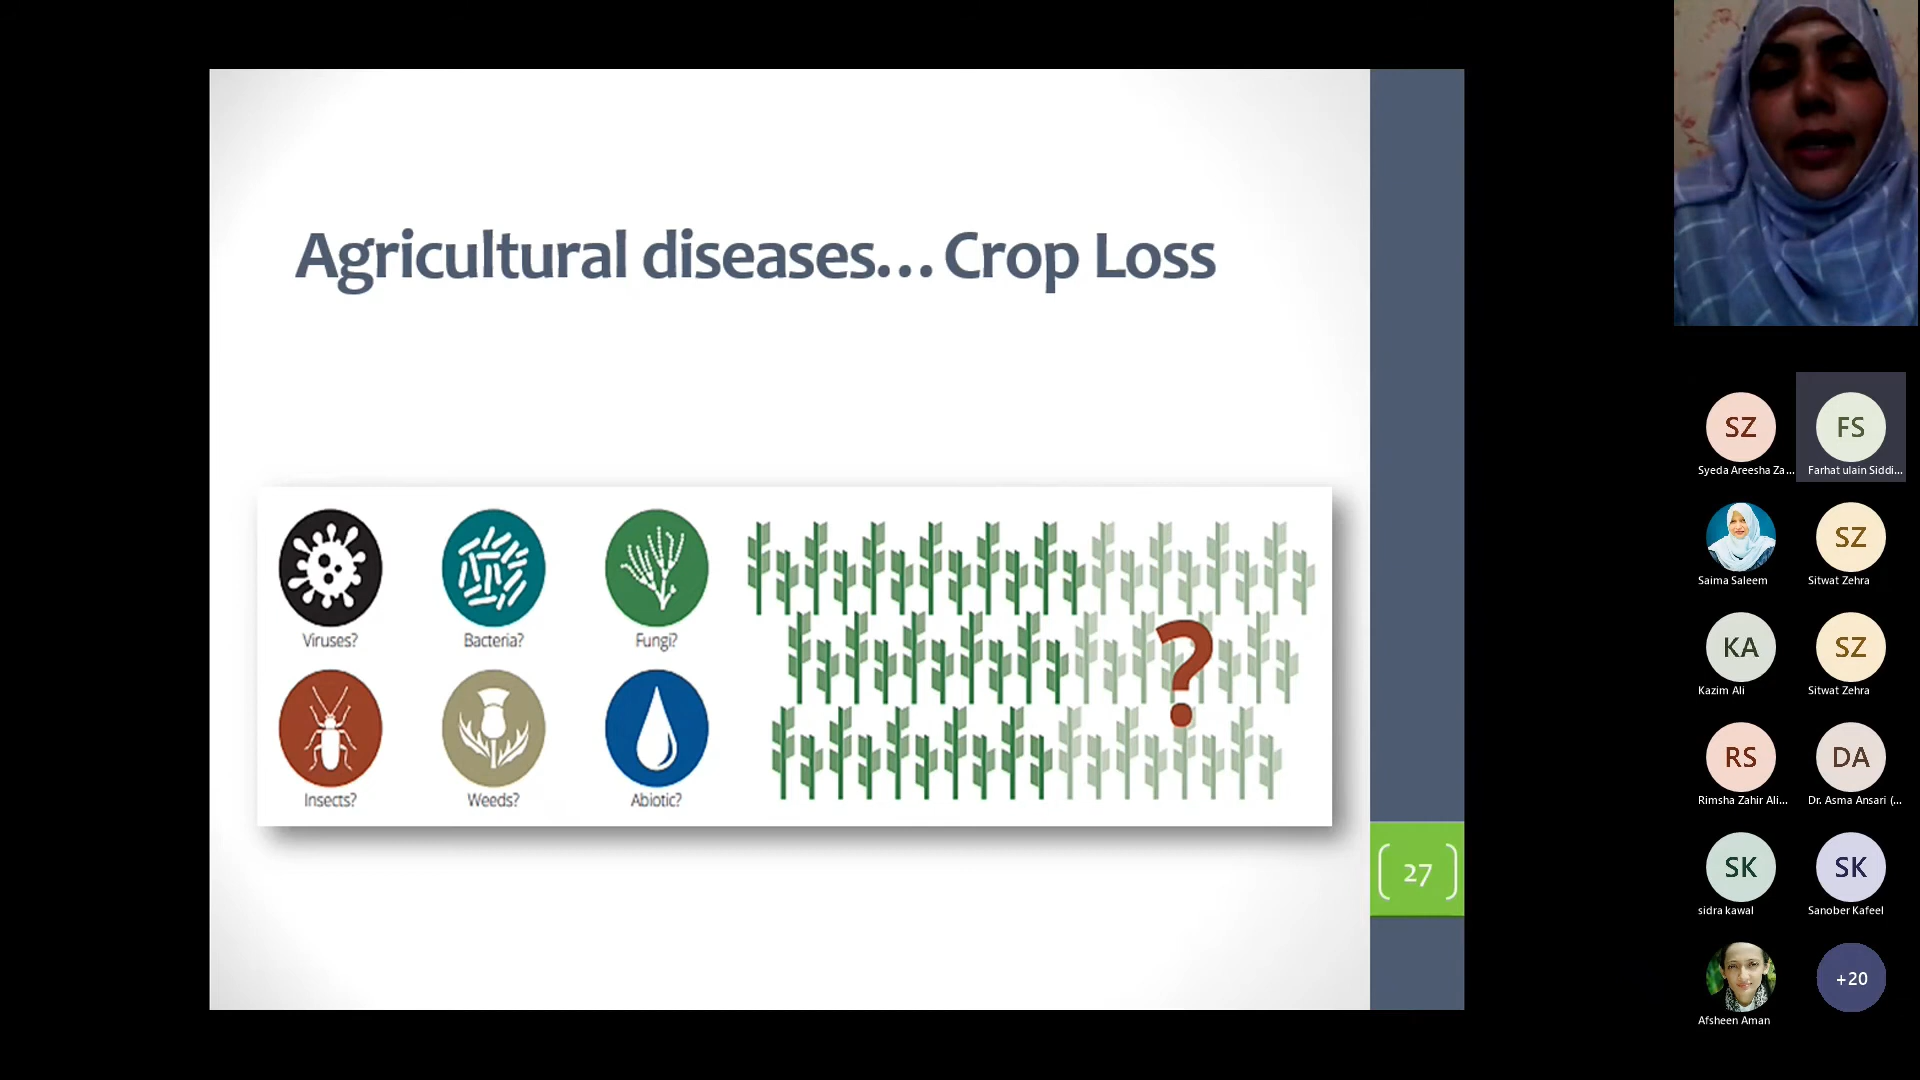 Agricultural diseases... Crop Loss
Viruses?
Bacteria?
Fungi?
?
Insects?
Weeds?
Abiotic?
27
SZ
FS
Syeda Areesha Za...
Farhat ulain Siddi...
SZ
Saima Saleem
Sitwat Zehra
KA
SZ
Kazim Ali
Sitwat Zehra
RS
DA
Rimsha Zahir Ali...
Dr. Asma Ansari (...
SK
SK
sidra kawal
Sanober Kafeel
+20
Afsheen Aman